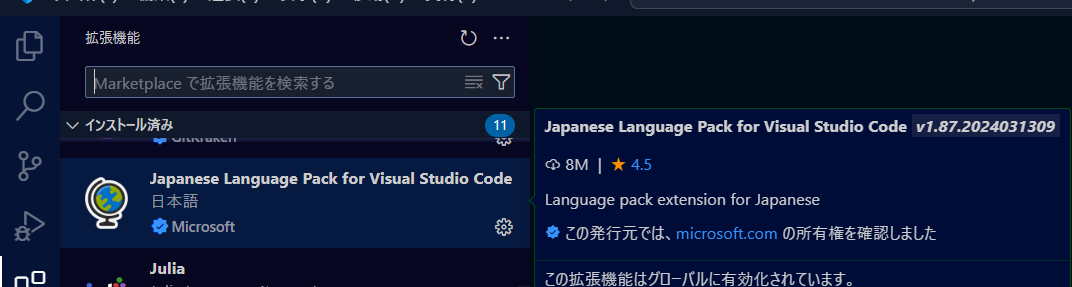 拡張機能
Marketplace で拡張機能を検索する
インストール済み 11
Japanese Language Pack for Visual Studio Code
日本語
Microsoft
Julia
Japanese Language Pack for Visual Studio Code v1.87.2024031309
8M | ★ 4.5
Language pack extension for Japanese
この発行元では、microsoft.com の所有権を確認しました
この拡張機能はグローバルに有効化されています。